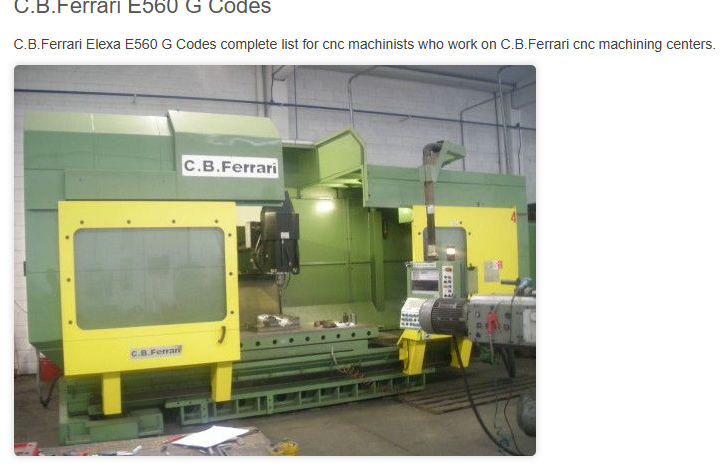 C.B.Ferrari E560 G Codes
C.B.Ferrari Elexa E560 G Codes complete list for cnc machinists who work on C.B.Ferrari cnc machining centers.
C.B.Ferrari
4
C.B.Ferrari